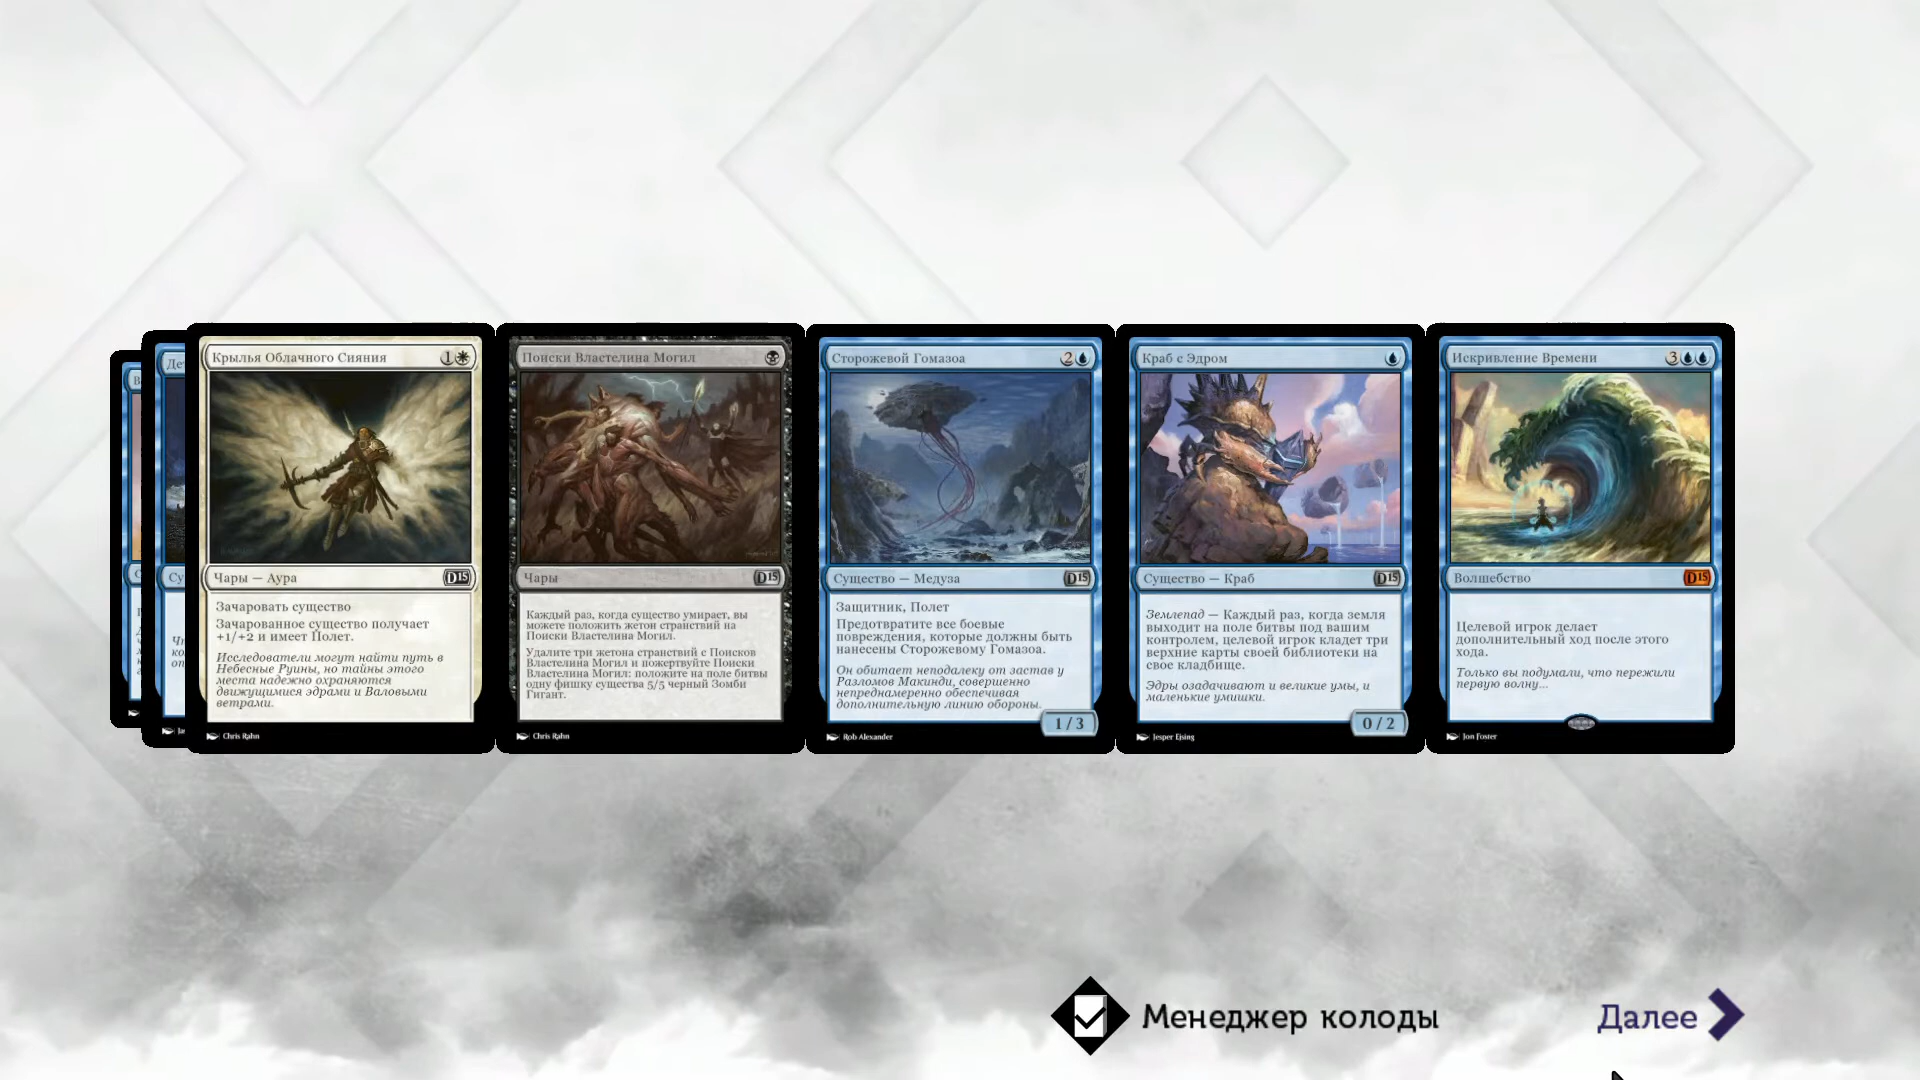 Крылья Облачного Сияния 1
Чары — Аура D15
Зачаровать существо
Зачарованное существо получает
+1/+2 и имеет Полет.
Исследователи могут найти путь в
Небесные Руины, но тайны этого
места надежно охраняются
движущимися эдрами и Валовыми
ветрами.
Chris Rahn
Поиски Властелина Могил
Чары D15
Каждый раз, когда существо умирает, вы
можете положить жетон странствий на
Поиски Властелина Могил.
Удалите три жетона странствий с Поисков
Властелина Могил и пожертвуйте Поиски
Властелина Могил: положите на поле битвы
одну фишку существа 5/5 черный Зомби
Гигант.
Chris Rahn
Сторожевой Гомазоа 2
Существо — Медуза D15
Защитник, Полет
Предотвратите все боевые
повреждения, которые должны быть
нанесены Сторожевому Гомазоа.
Он обитает неподалеку от застав у
Разломов Макинди, совершенно
непреднамеренно обеспечивая
дополнительную линию обороны.
1/3
Rob Alexander
Краб с Эдром
Существо — Краб D15
Землепад — Каждый раз, когда земля
выходит на поле битвы под вашим
контролем, целевой игрок кладет три
верхние карты своей библиотеки на
свое кладбище.
Эдры озадачивают и великие умы, и
маленькие умишки.
0/2
Jesper Ejsing
Искривление Времени 3
Волшебство D15
Целевой игрок делает
дополнительный ход после этого
хода.
Только вы подумали, что пережили
первую волну...
Jon Foster
Менеджер колоды
Далее